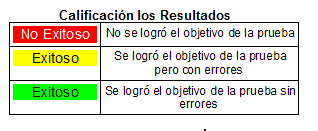 Calificación los Resultados
No Exitoso
No se logró el objetivo de la prueba
Exitoso
Se logró el objetivo de la prueba
pero con errores
Exitoso
Se logró el objetivo de la prueba sin
errores
.